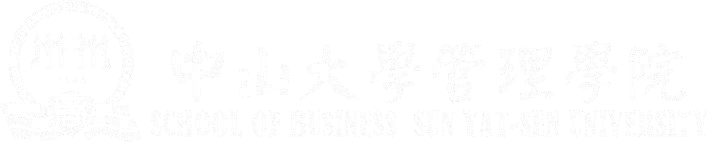 中山大學管理學院
SCHOOL OF BUSINESS SUN YAT-SEN UNIVERSITY